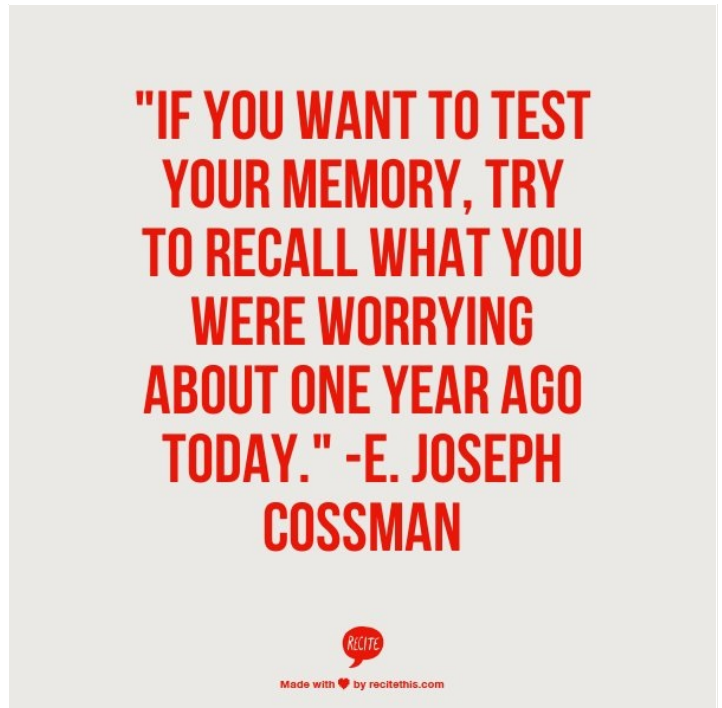 "IF YOU WANT TO TEST
YOUR MEMORY, TRY
TO RECALL WHAT YOU
WERE WORRYING
ABOUT ONE YEAR AGO
TODAY." -E. JOSEPH
COSSMAN
RECITE
Made with ♥ by recitethis.com